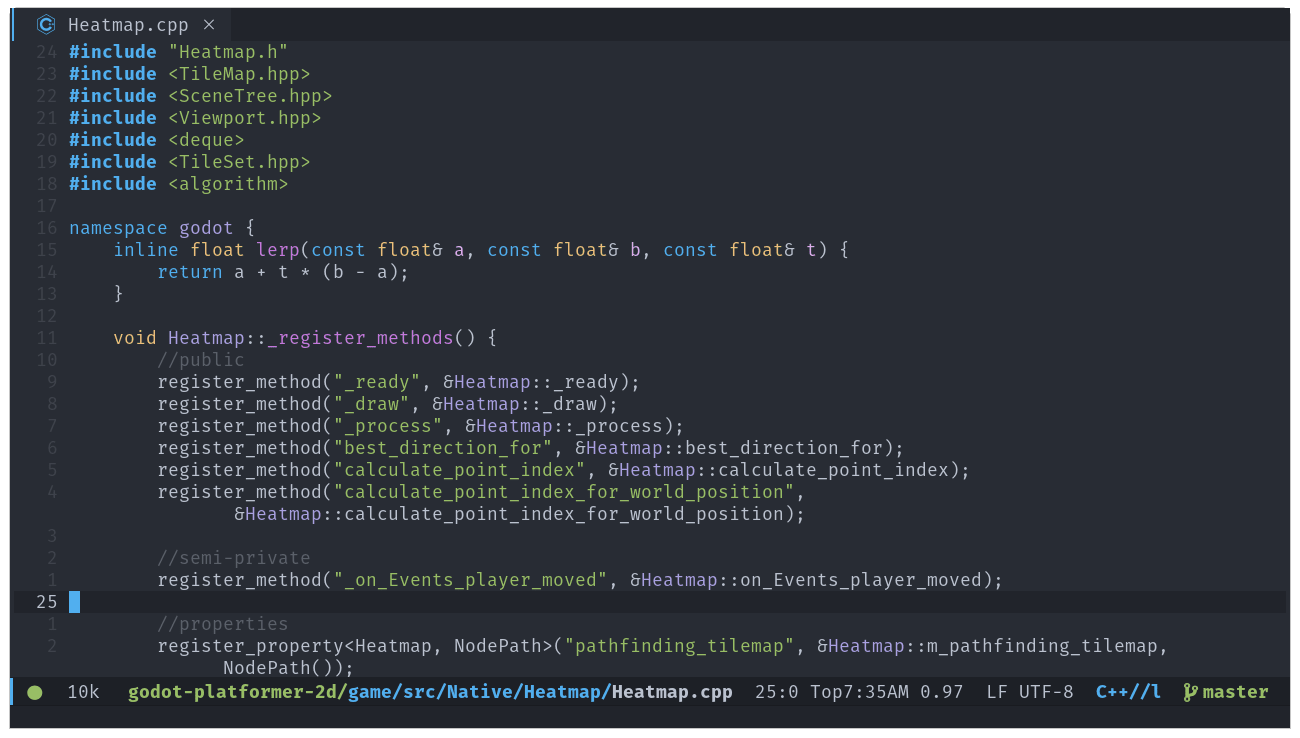 Heatmap.cpp ×
24 #include "Heatmap.h"
23 #include <TileMap.hpp>
22 #include <SceneTree.hpp>
21 #include <Viewport.hpp>
20 #include <deque>
19 #include <TileSet.hpp>
18 #include <algorithm>
17
16 namespace godot {
15     inline float lerp(const float& a, const float& b, const float& t) {
14         return a + t * (b - a);
13     }
12
11     void Heatmap::_register_methods() {
10         //public
9         register_method("_ready", &Heatmap::_ready);
8         register_method("_draw", &Heatmap::_draw);
7         register_method("_process", &Heatmap::_process);
6         register_method("best_direction_for", &Heatmap::best_direction_for);
5         register_method("calculate_point_index", &Heatmap::calculate_point_index);
4         register_method("calculate_point_index_for_world_position",
                &Heatmap::calculate_point_index_for_world_position);
3
2         //semi-private
1         register_method("_on_Events_player_moved", &Heatmap::on_Events_player_moved);
25
1         //properties
2         register_property<Heatmap, NodePath>("pathfinding_tilemap", &Heatmap::m_pathfinding_tilemap,
               NodePath());
10k godot-platformer-2d/game/src/Native/Heatmap/Heatmap.cpp 25:0 Top7:35AM 0.97 LF UTF-8 C++//l master